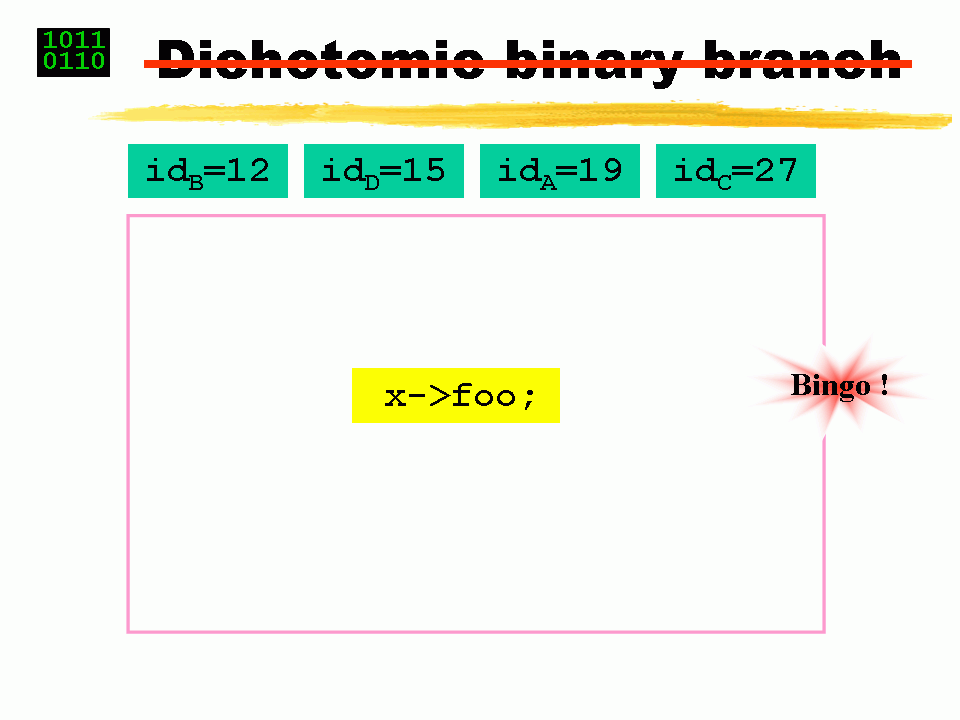 1011
0110
Dichotomic binary branch
idB=12 idD=15 idA=19 idC=27
x->foo;
Bingo !